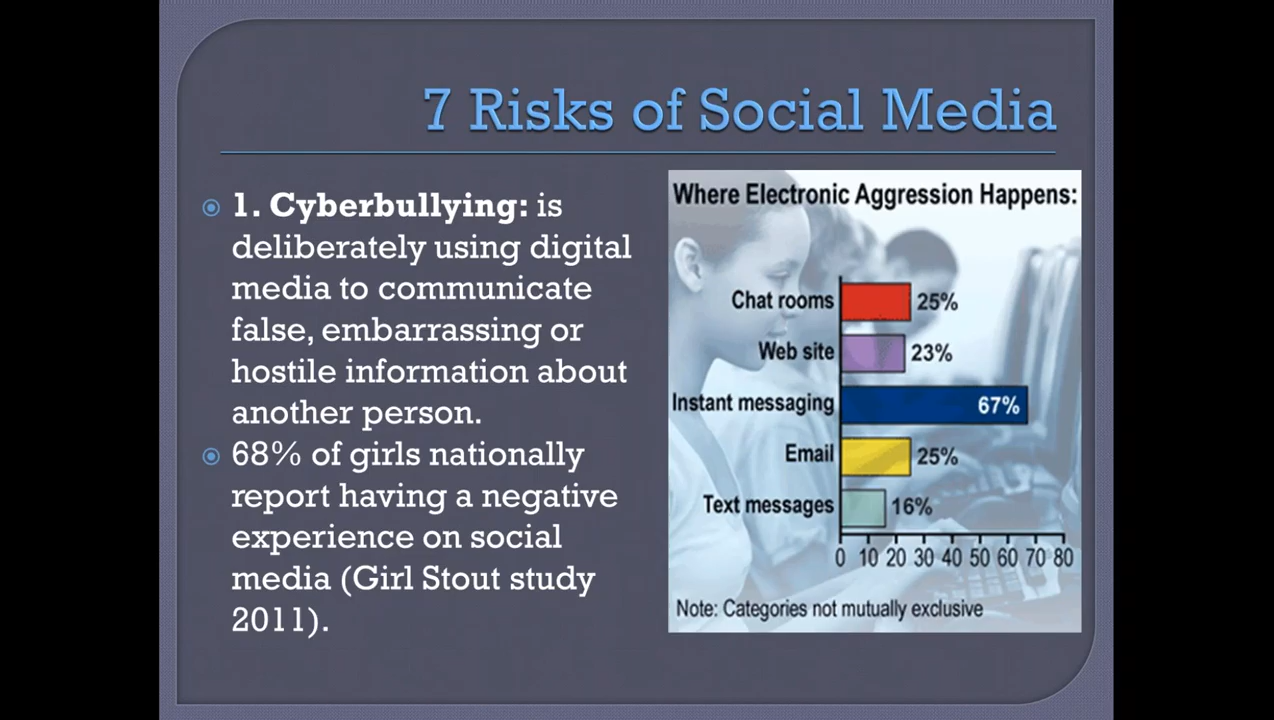 7 Risks of Social Media
1. Cyberbullying: is
deliberately using digital
media to communicate
false, embarrassing or
hostile information about
another person.
68% of girls nationally
report having a negative
experience on social
media (Girl Stout study
2011).
Where Electronic Aggression Happens:
Chat rooms 25%
Web site 23%
Instant messaging 67%
Email 25%
Text messages 16%
0 10 20 30 40 50 60 70 80
Note: Categories not mutually exclusive